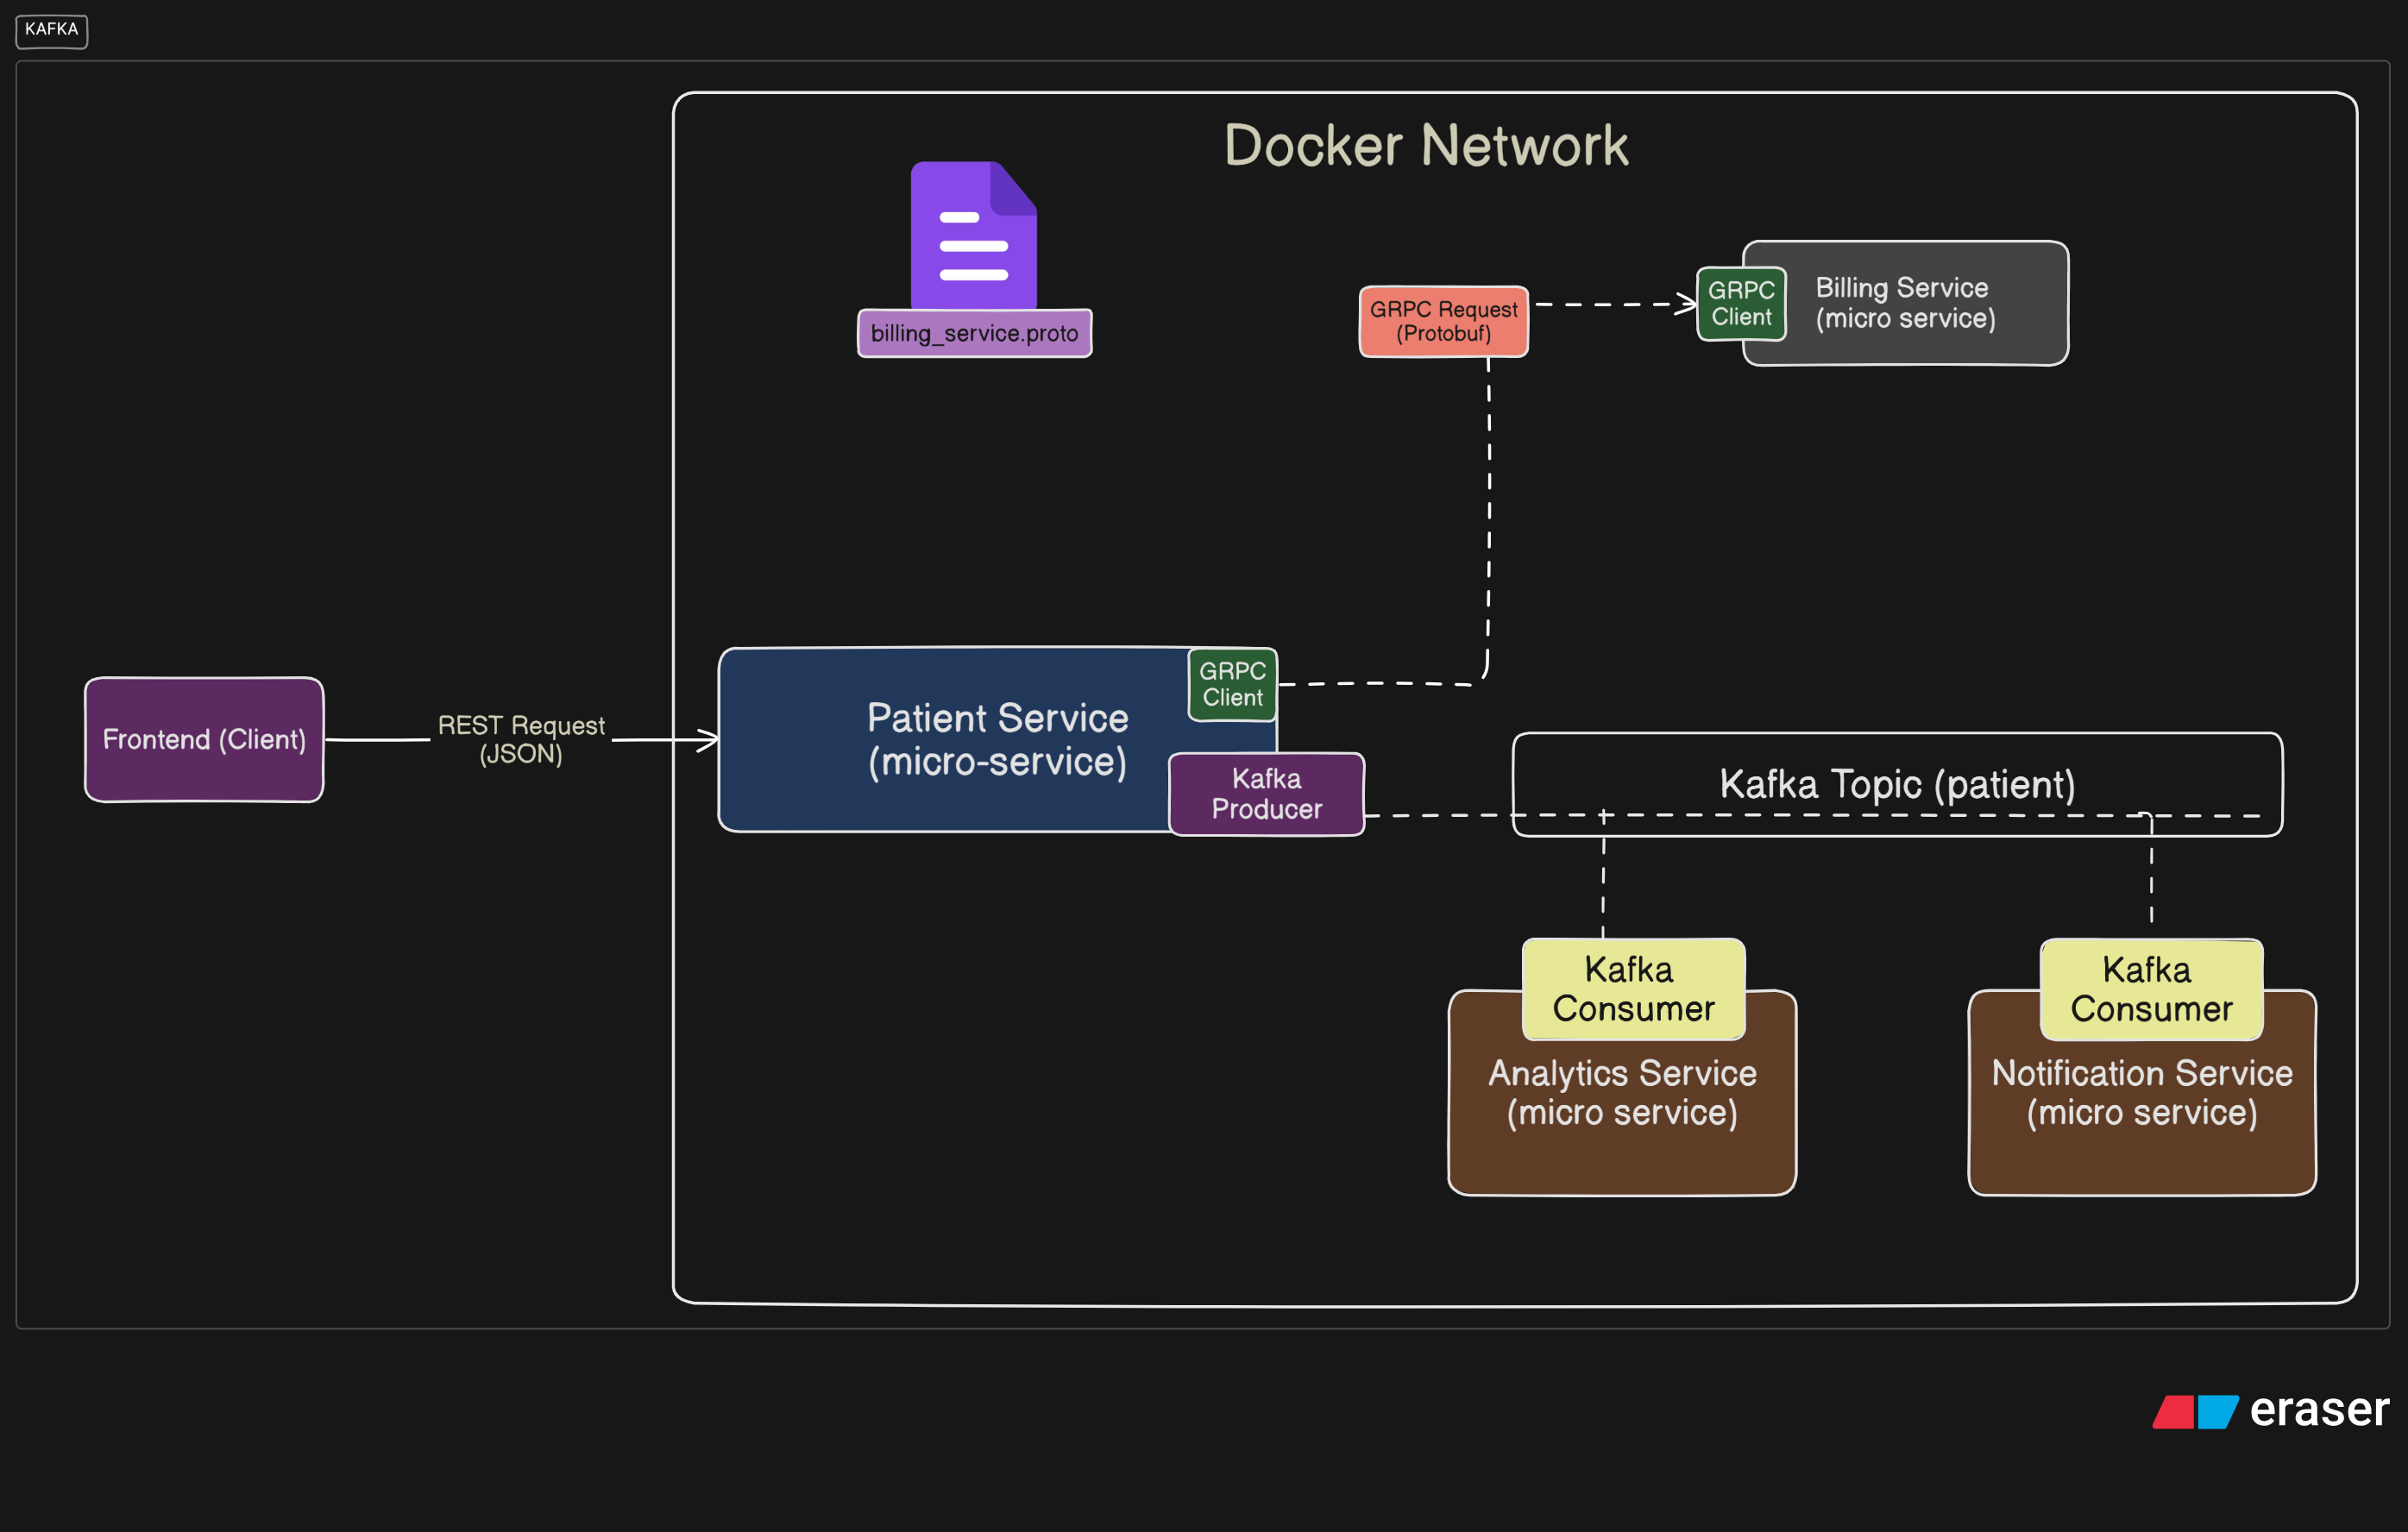 KAFKA
Docker Network
billing_service.proto
GRPC Request
(Protobuf)
GRPC
Client
Billing Service
(micro service)
Frontend (Client)
REST Request
(JSON)
Patient Service
(micro-service)
GRPC
Client
Kafka
Producer
Kafka Topic (patient)
Kafka
Consumer
Analytics Service
(micro service)
Kafka
Consumer
Notification Service
(micro service)
eraser